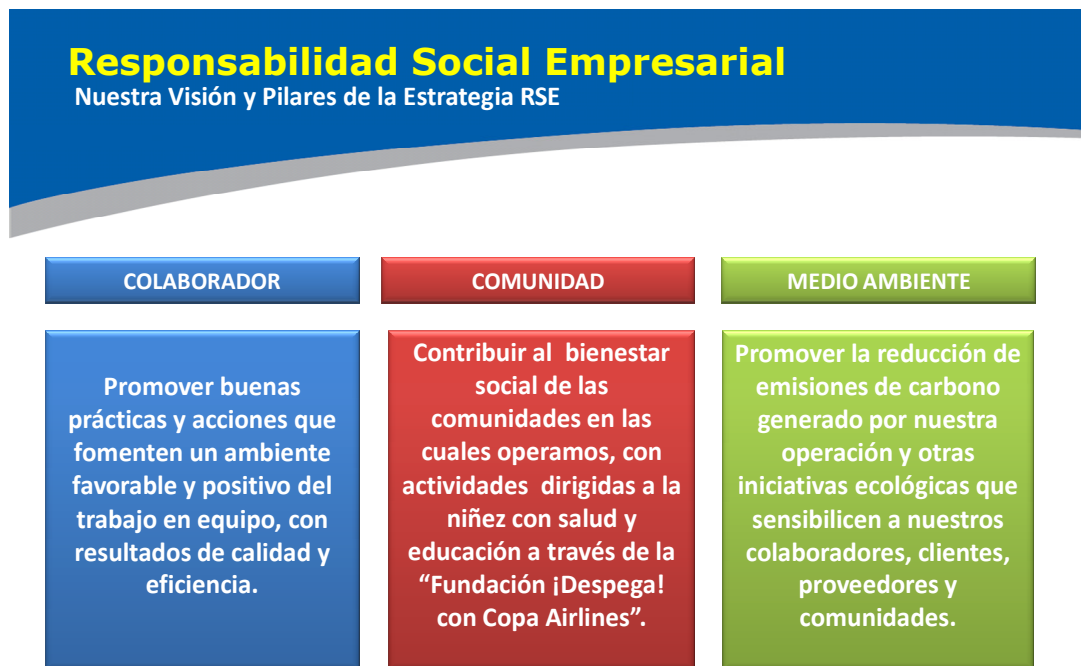 Responsabilidad Social Empresarial
Nuestra Visión y Pilares de la Estrategia RSE
COLABORADOR
Promover buenas
prácticas y acciones que
fomenten un ambiente
favorable y positivo del
trabajo en equipo, con
resultados de calidad y
eficiencia.
COMUNIDAD
Contribuir al bienestar
social de las
comunidades en las
cuales operamos, con
actividades dirigidas a la
niñez con salud y
educación a través de la
“Fundación ¡Despega!
con Copa Airlines”.
MEDIO AMBIENTE
Promover la reducción de
emisiones de carbono
generado por nuestra
operación y otras
iniciativas ecológicas que
sensibilicen a nuestros
colaboradores, clientes,
proveedores y
comunidades.